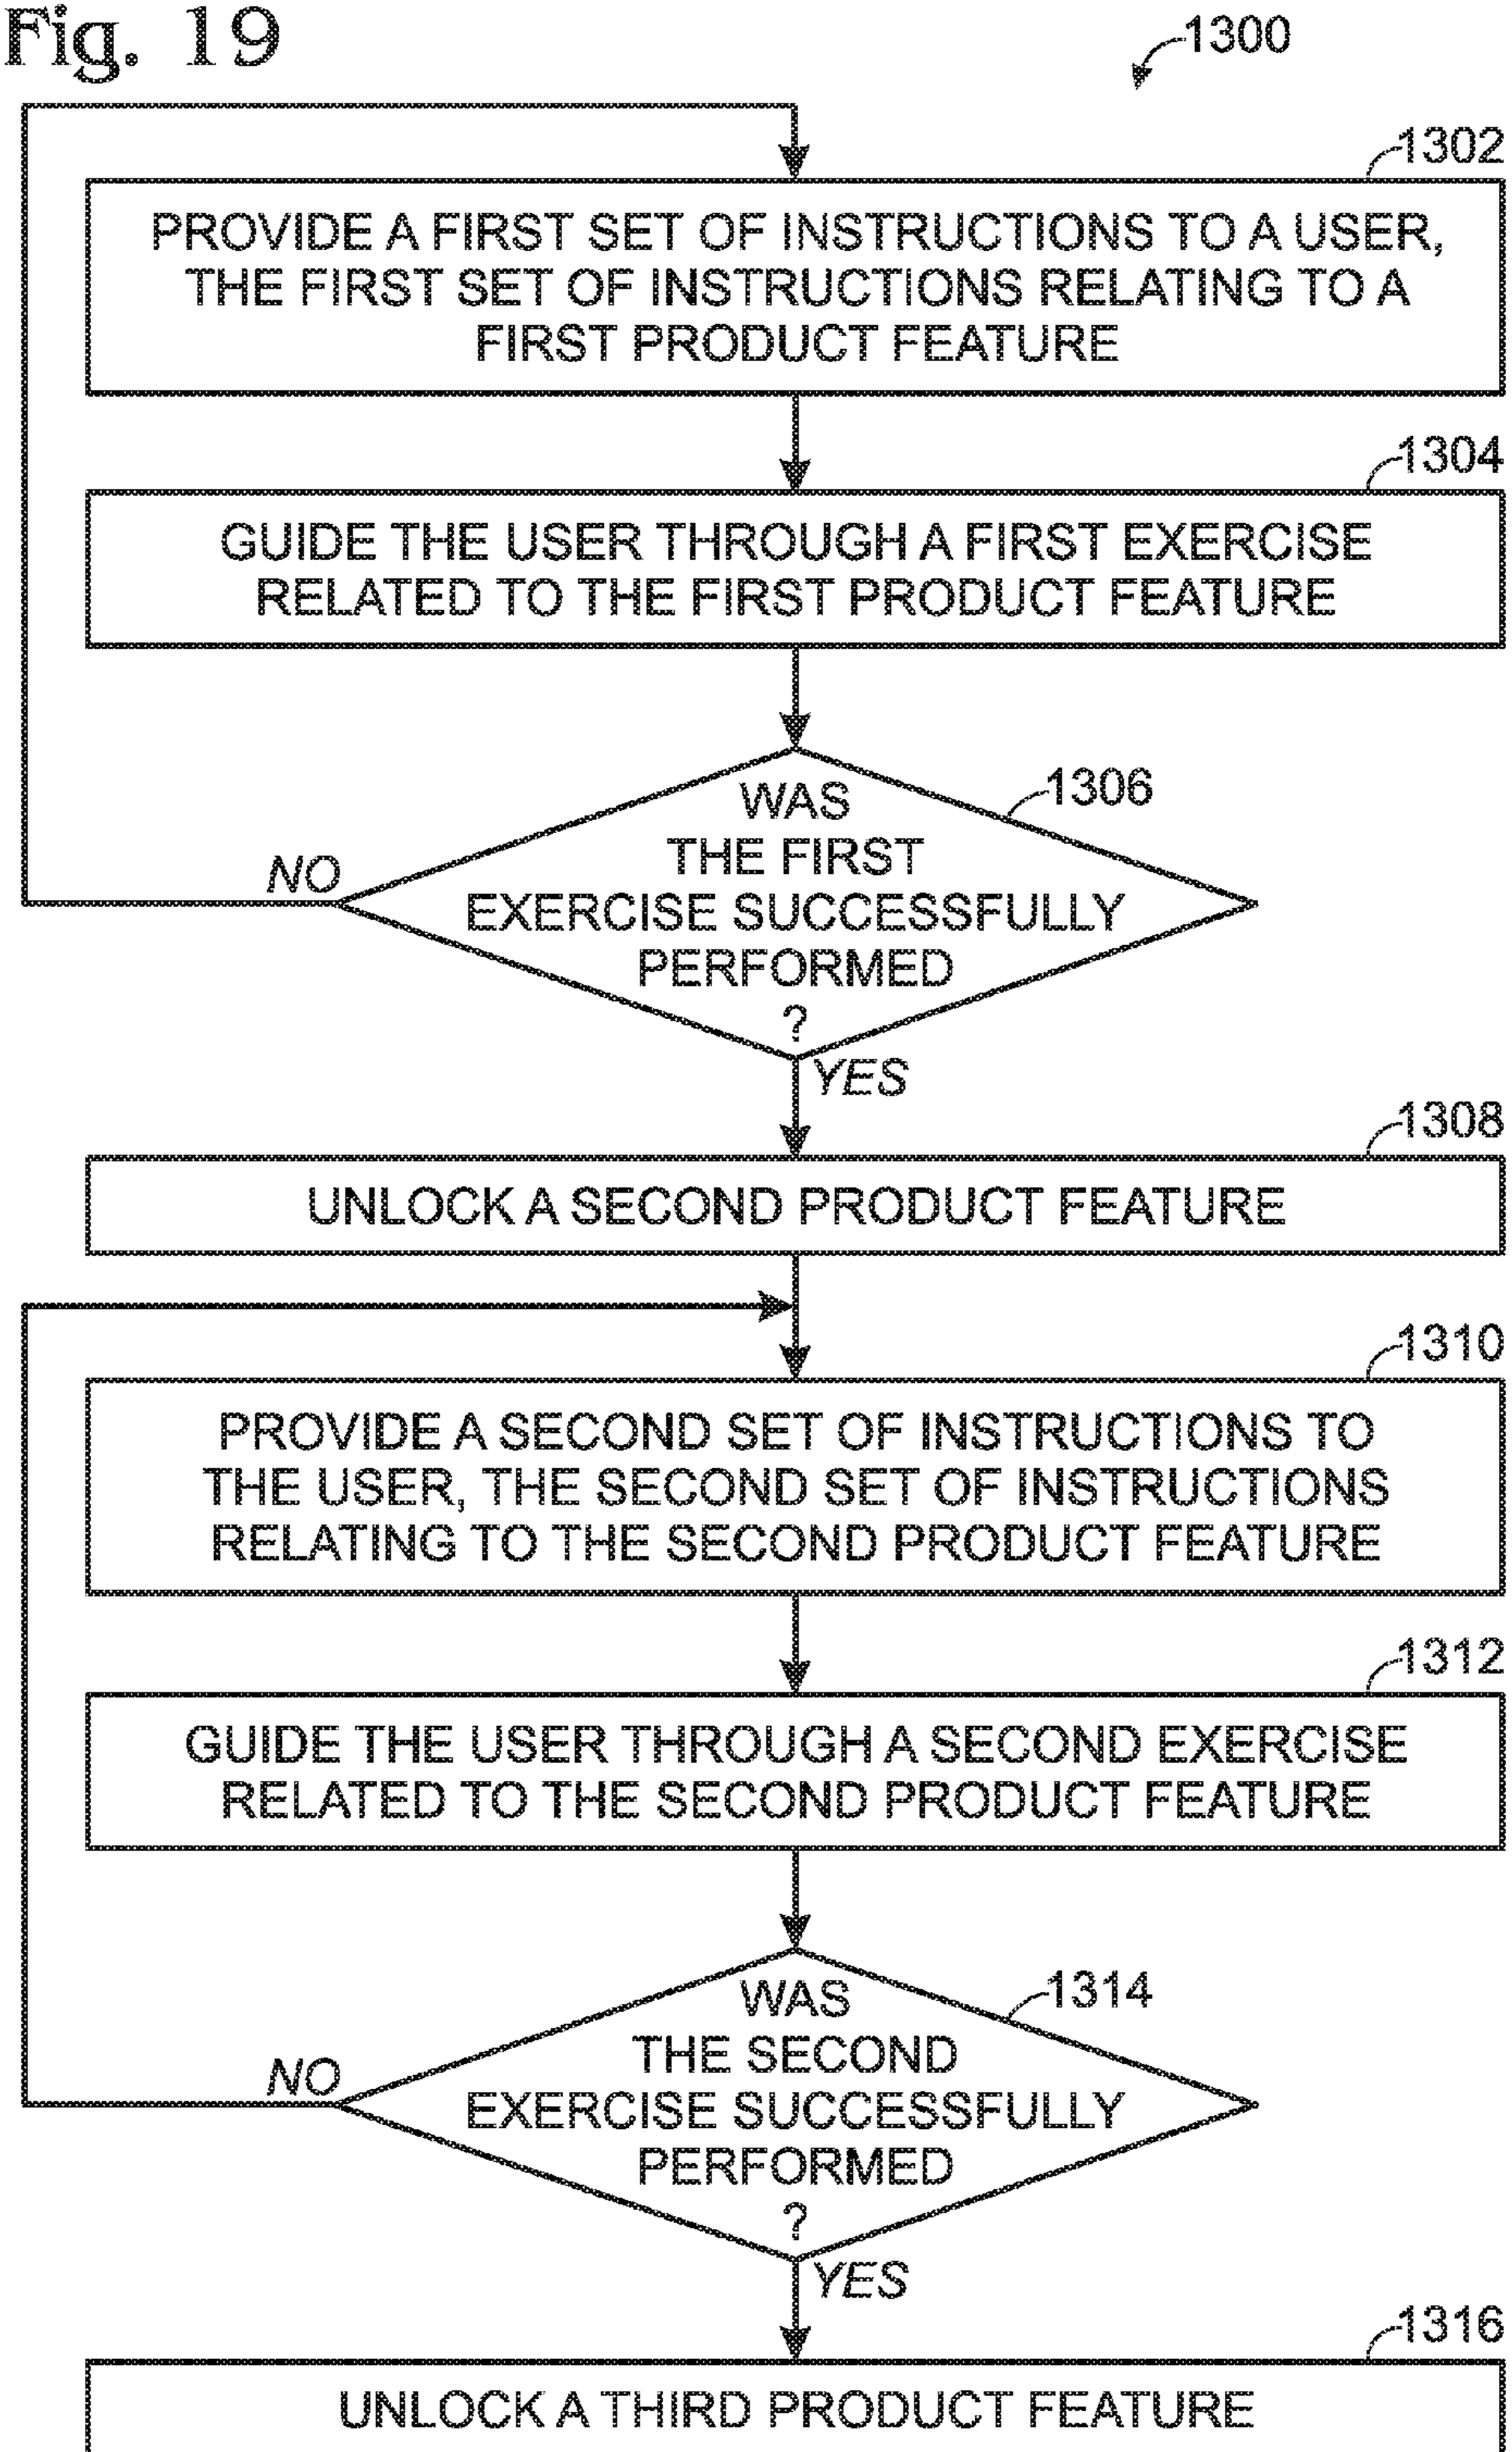 Fig. 19
1300
1302
PROVIDE A FIRST SET OF INSTRUCTIONS TO A USER,
THE FIRST SET OF INSTRUCTIONS RELATING TO A
FIRST PRODUCT FEATURE
1304
GUIDE THE USER THROUGH A FIRST EXERCISE
RELATED TO THE FIRST PRODUCT FEATURE
1306
WAS
THE FIRST
EXERCISE SUCCESSFULLY
PERFORMED
?
NO
YES
1308
UNLOCK A SECOND PRODUCT FEATURE
1310
PROVIDE A SECOND SET OF INSTRUCTIONS TO
THE USER, THE SECOND SET OF INSTRUCTIONS
RELATING TO THE SECOND PRODUCT FEATURE
1312
GUIDE THE USER THROUGH A SECOND EXERCISE
RELATED TO THE SECOND PRODUCT FEATURE
1314
WAS
THE SECOND
EXERCISE SUCCESSFULLY
PERFORMED
?
NO
YES
1316
UNLOCK A THIRD PRODUCT FEATURE